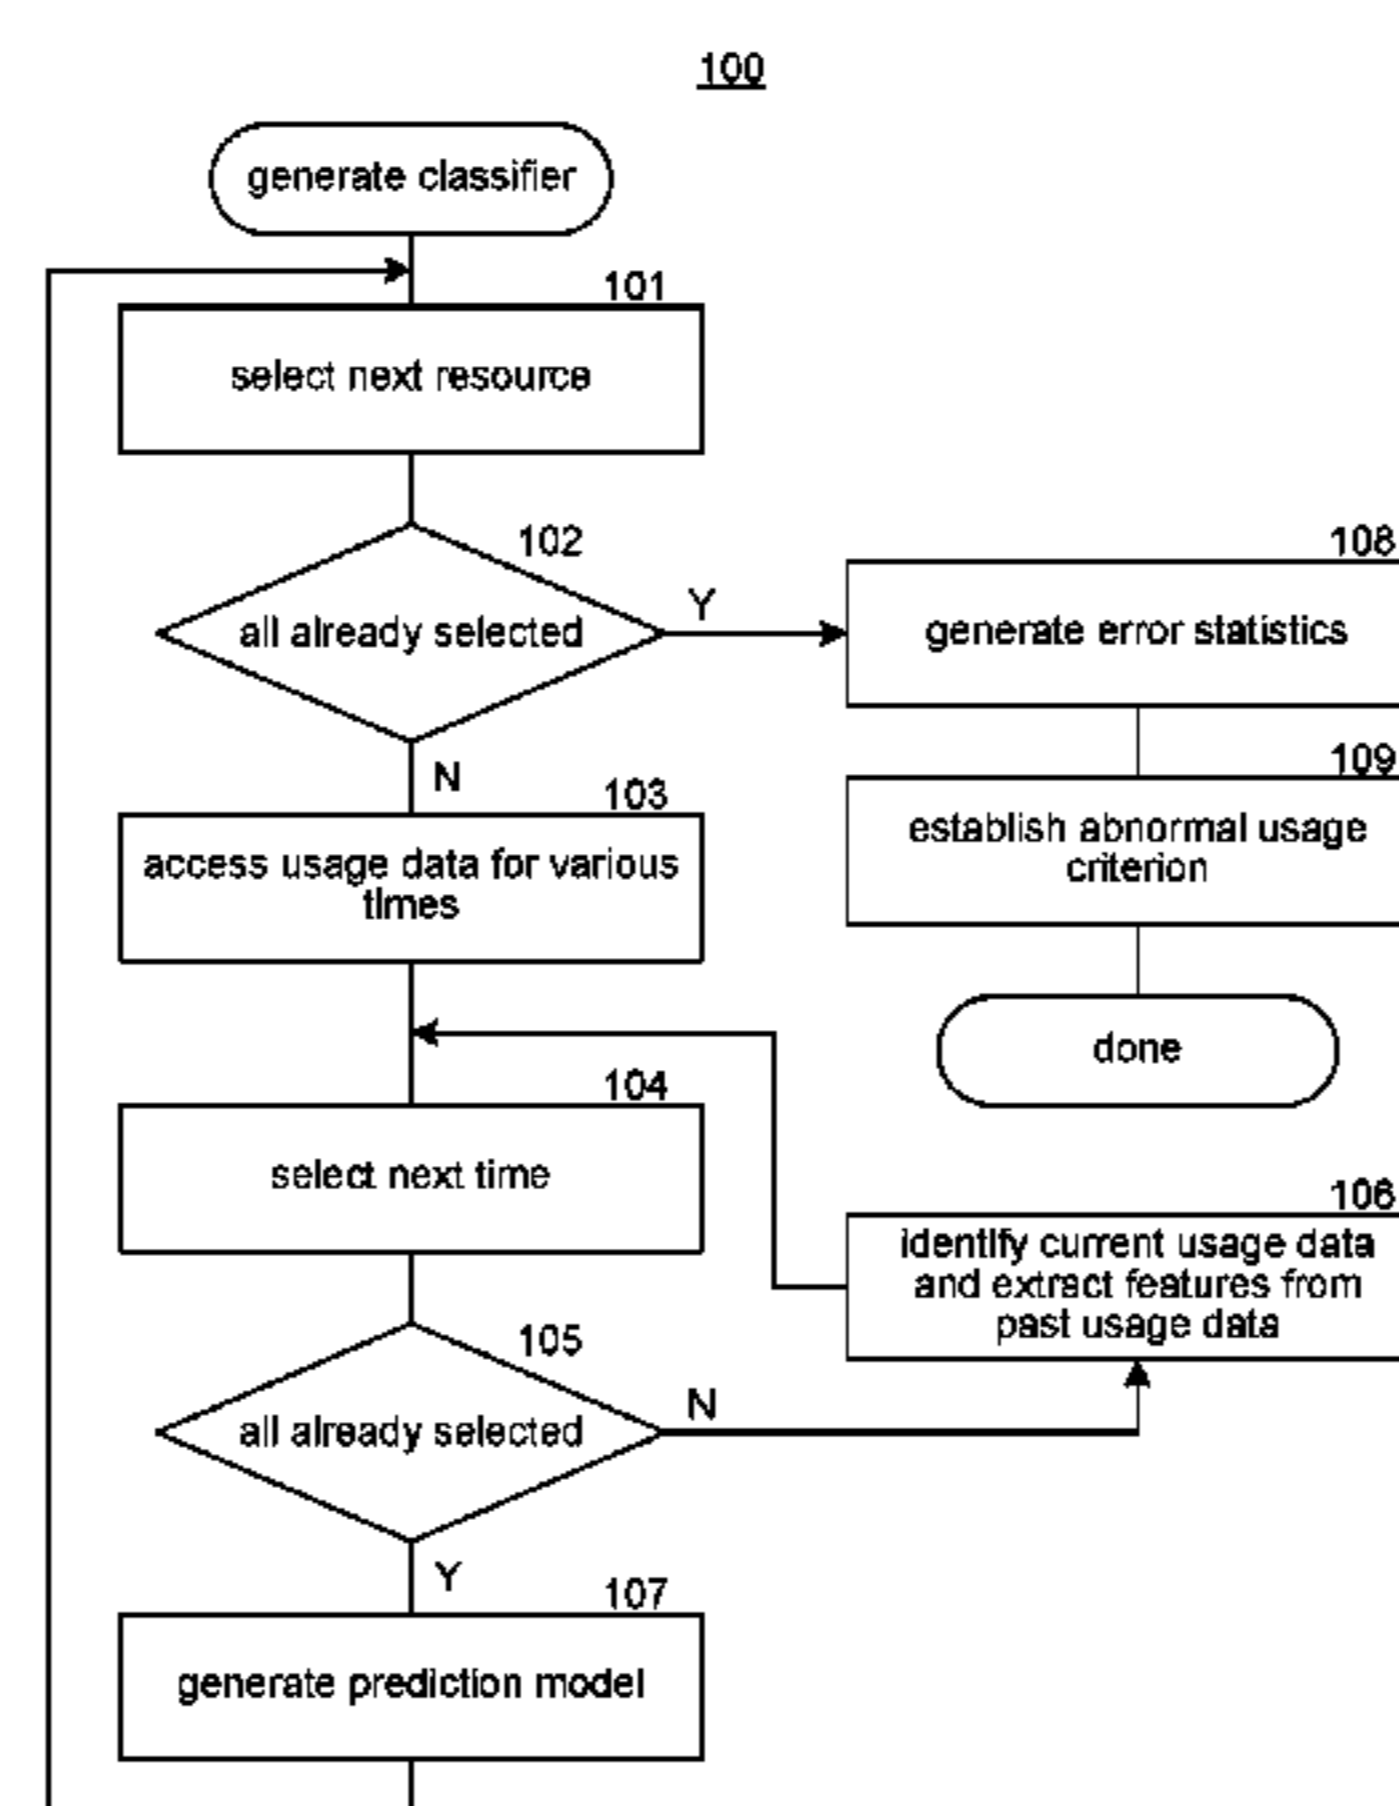 100
generate classifier
101
select next resource
102
all already selected
Y
N
108
generate error statistics
109
establish abnormal usage
criterion
done
103
access usage data for various
times
104
select next time
105
all already selected
N
Y
106
identify current usage data
and extract features from
past usage data
107
generate prediction model